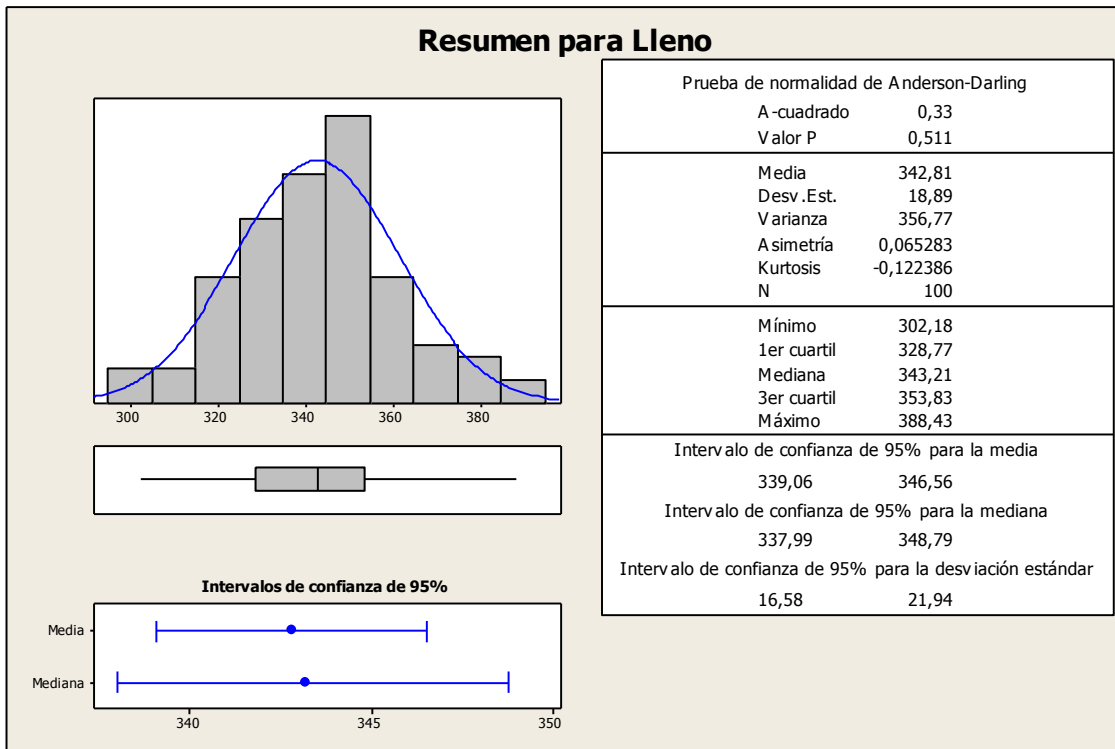 Resumen para Lleno
300 320 340 360 380
Intervalos de confianza de 95%
Media
Mediana
340 345 350
Prueba de normalidad de Anderson-Darling
A-cuadrado 0,33
Valor P 0,511
Media 342,81
Desv.Est. 18,89
Varianza 356,77
Asimetría 0,065283
Kurtosis -0,122386
N 100
Mínimo 302,18
1er cuartil 328,77
Mediana 343,21
3er cuartil 353,83
Máximo 388,43
Intervalo de confianza de 95% para la media
339,06 346,56
Intervalo de confianza de 95% para la mediana
337,99 348,79
Intervalo de confianza de 95% para la desviación estándar
16,58 21,94